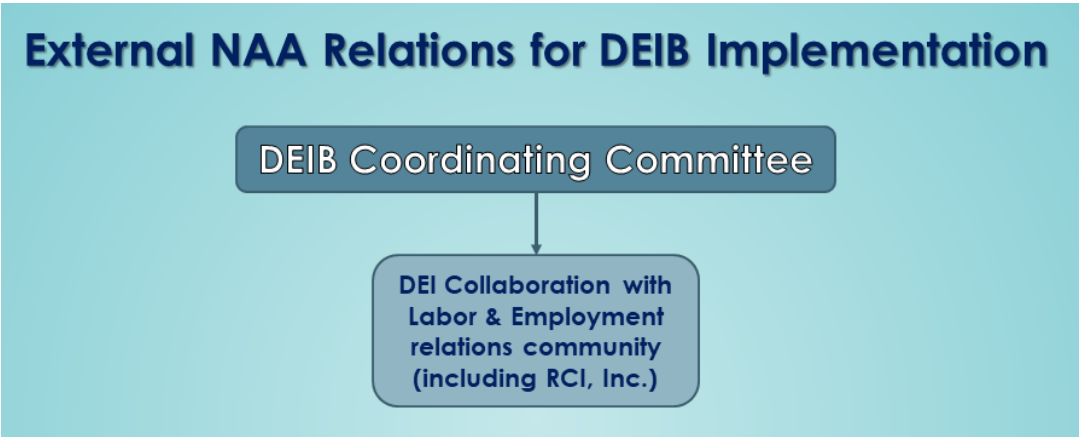 External NAA Relations for DEIB Implementation
DEIB Coordinating Committee
DEI Collaboration with
Labor & Employment
relations community
(including RCI, Inc.)